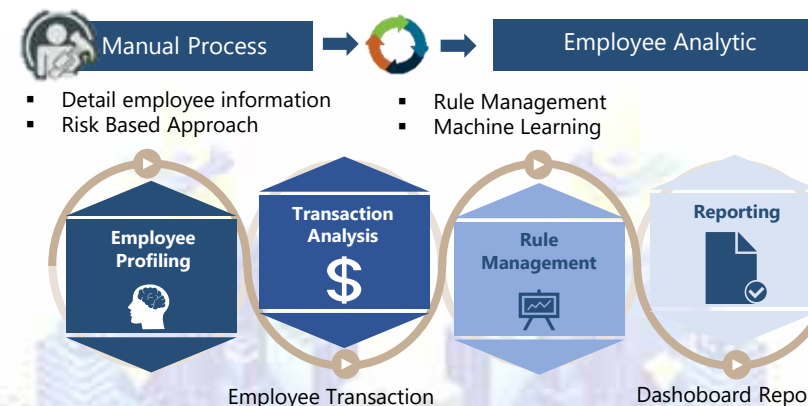 Manual Process
Employee Analytic
▪ Detail employee information
▪ Risk Based Approach
▪ Rule Management
▪ Machine Learning
Employee
Profiling
Transaction
Analysis
$
Rule
Management
Reporting
Employee Transaction
Dashoboard Repo